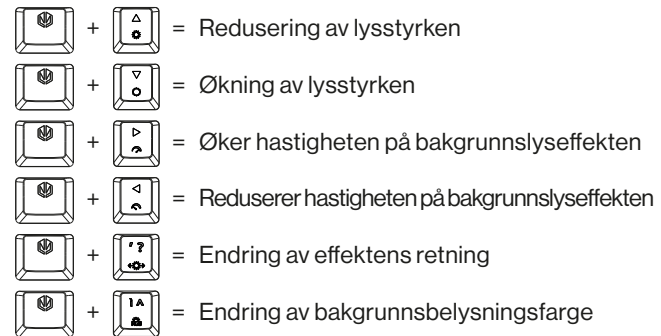 + = Redusering av lysstyrken
+ = Økning av lysstyrken
+ = Øker hastigheten på bakgrunnslyseffekten
+ = Reduserer hastigheten på bakgrunnslyseffekten
+ ' ? = Endring av effektens retning
+ 1 A = Endring av bakgrunnsbelysningsfarge